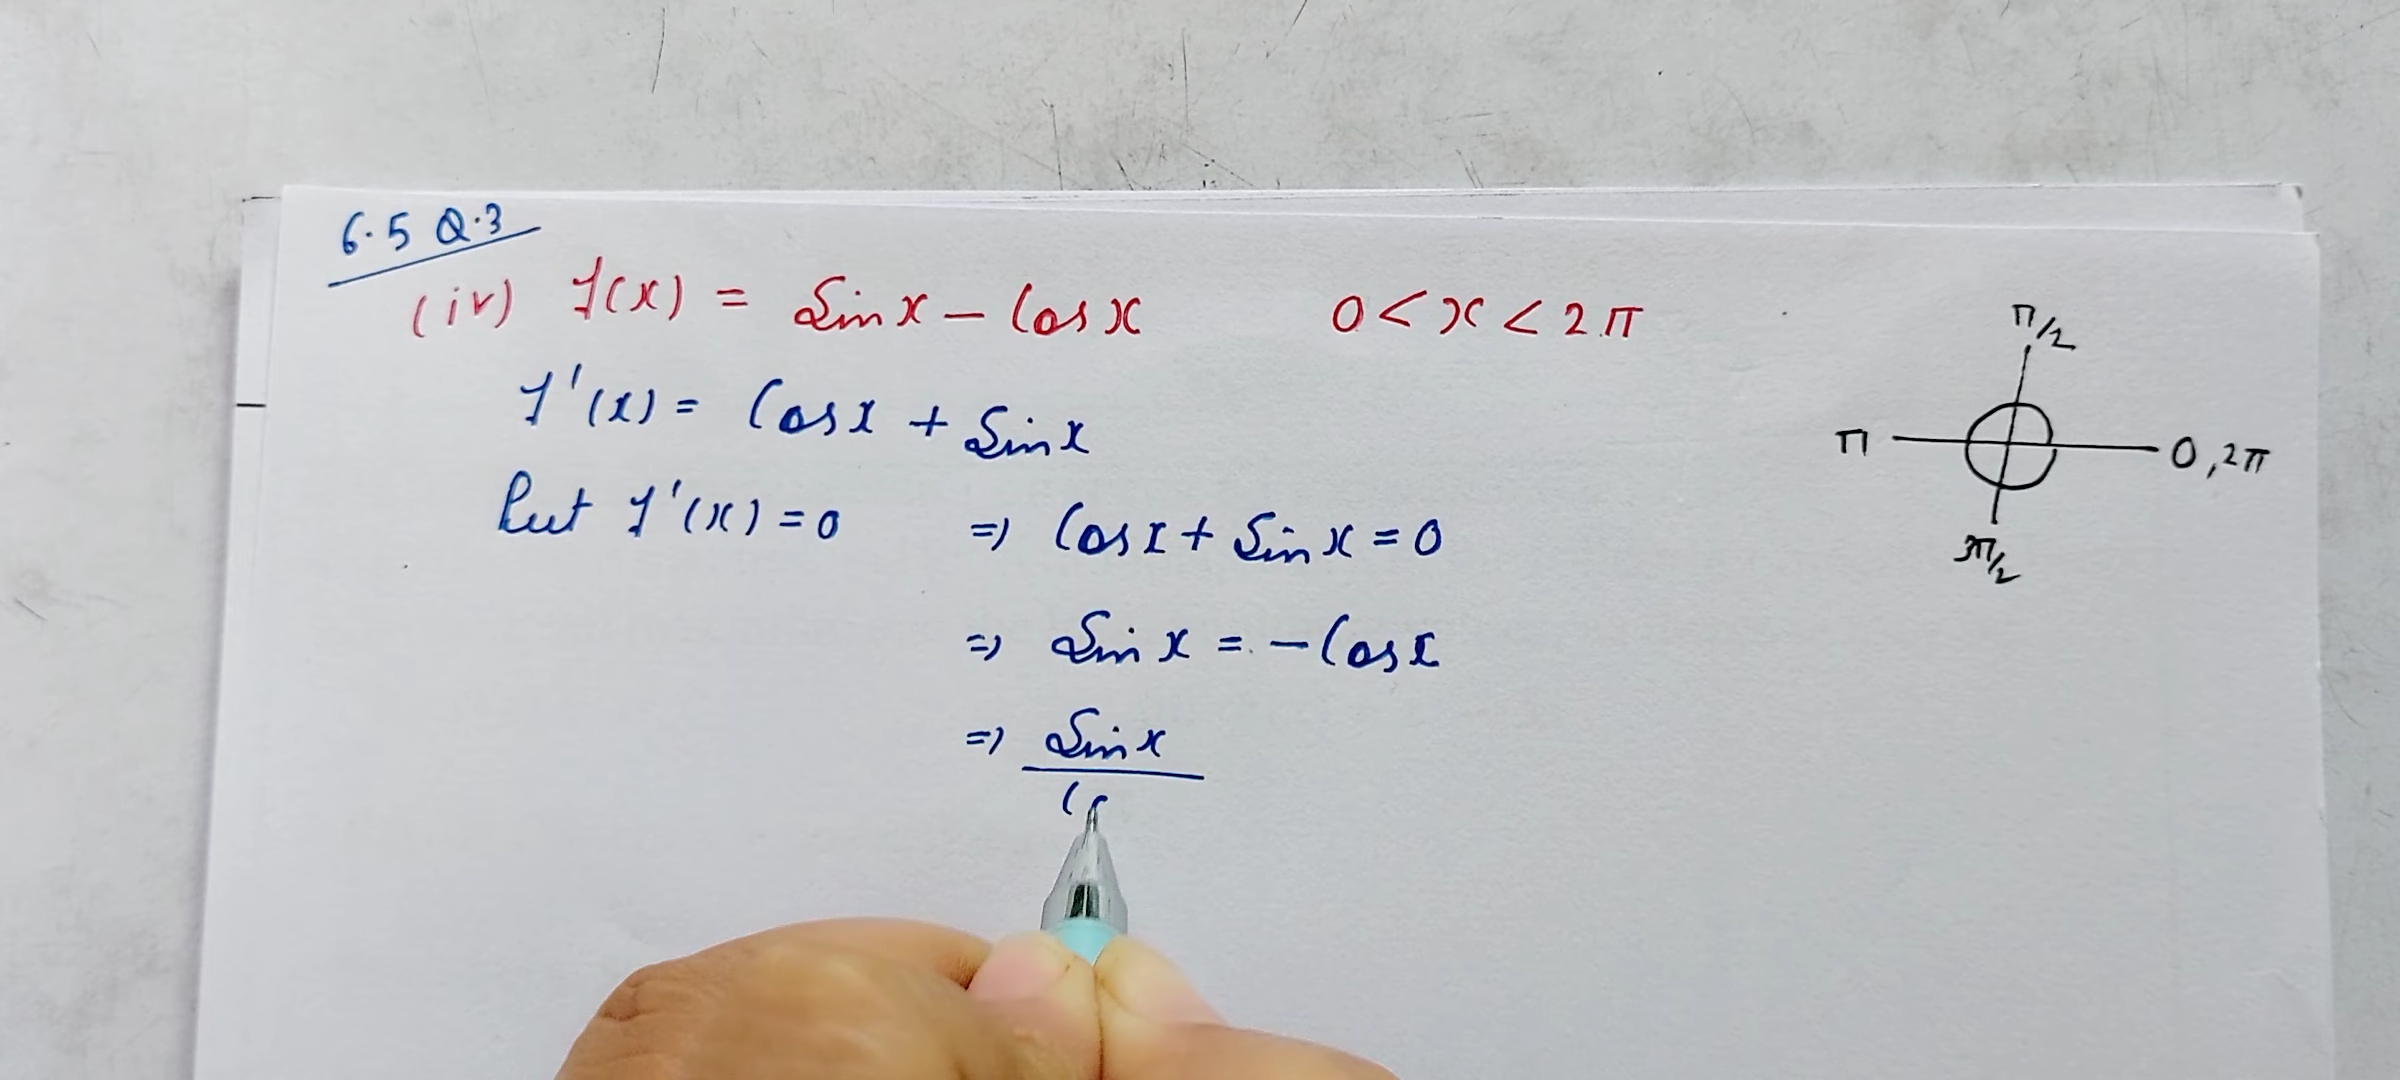 6.5 Q.3
(iv) f(x) = Sin x - Cos x 0 < x < 2π
f'(x) = Cos x + Sin x
Put f'(x) = 0 => Cos x + Sin x = 0
=> Sin x = - Cos x
=> Sin x
π/2
π 0, 2π
3π/2